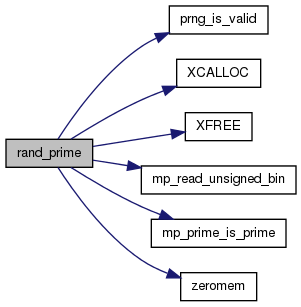 prng_is_valid
XCALLOC
XFREE
rand_prime
mp_read_unsigned_bin
mp_prime_is_prime
zeromem